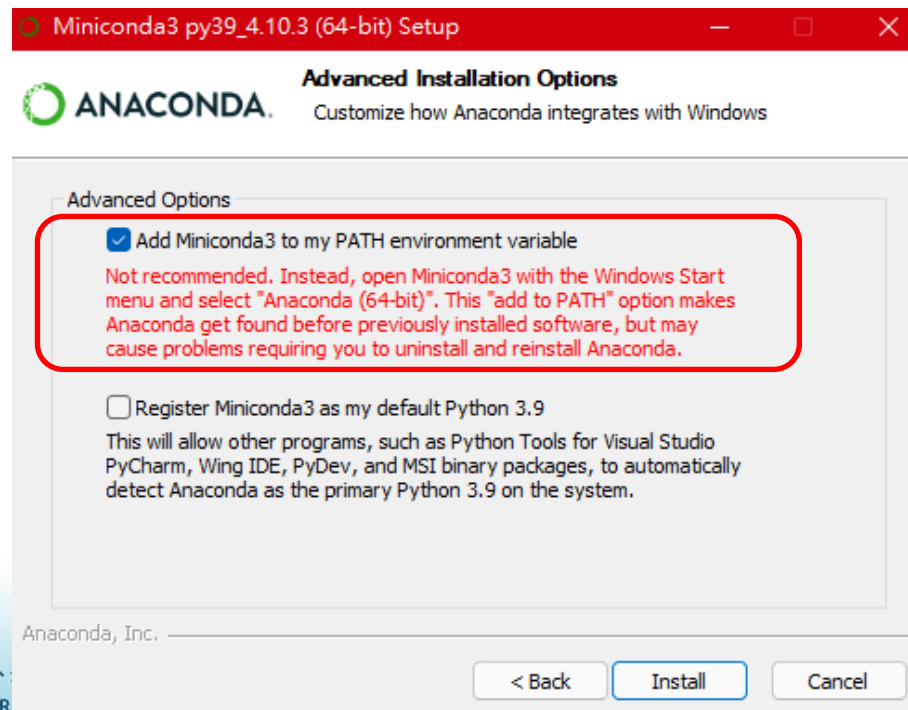 Miniconda3 py39_4.10.3 (64-bit) Setup
ANACONDA.
Advanced Installation Options
Customize how Anaconda integrates with Windows
Advanced Options
Add Miniconda3 to my PATH environment variable
Not recommended. Instead, open Miniconda3 with the Windows Start
menu and select "Anaconda (64-bit)". This "add to PATH" option makes
Anaconda get found before previously installed software, but may
cause problems requiring you to uninstall and reinstall Anaconda.
Register Miniconda3 as my default Python 3.9
This will allow other programs, such as Python Tools for Visual Studio
PyCharm, Wing IDE, PyDev, and MSI binary packages, to automatically
detect Anaconda as the primary Python 3.9 on the system.
Anaconda, Inc.
< Back
Install
Cancel